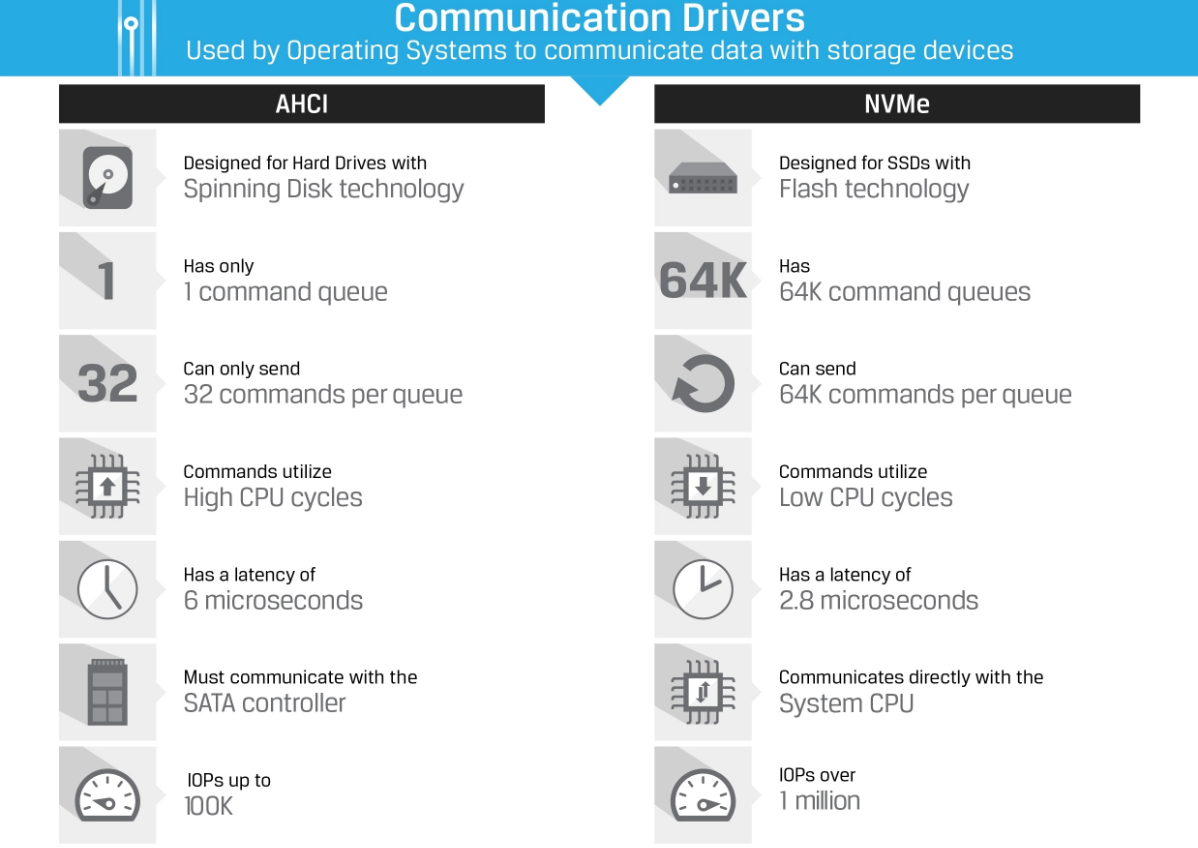 Communication Drivers
Used by Operating Systems to communicate data with storage devices
AHCI
Designed for Hard Drives with
Spinning Disk technology
1
Has only
1 command queue
32
Can only send
32 commands per queue
Commands utilize
High CPU cycles
Has a latency of
6 microseconds
Must communicate with the
SATA controller
IOPs up to
100K
NVMe
Designed for SSDs with
Flash technology
64K
Has
64K command queues
Can send
64K commands per queue
Commands utilize
Low CPU cycles
Has a latency of
2.8 microseconds
Communicates directly with the
System CPU
IOPs over
1 million